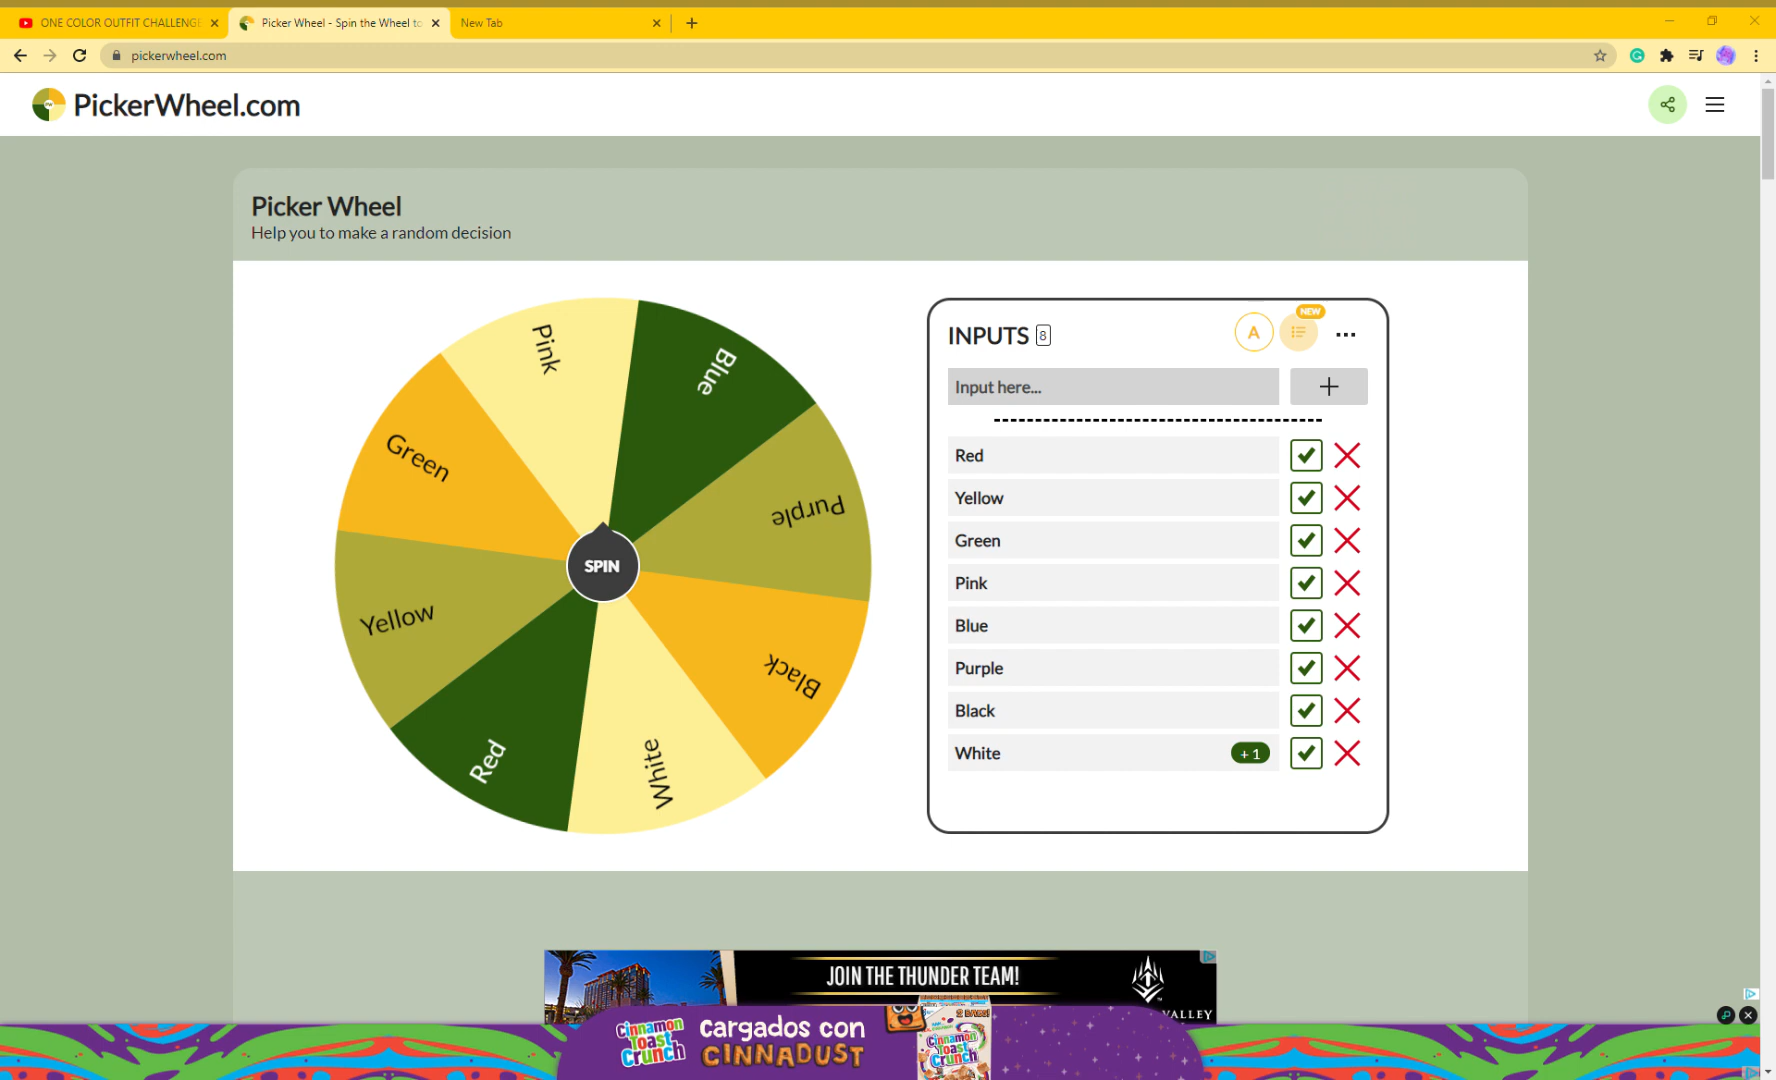 ONE COLOR OUTFIT CHALLENGE
Picker Wheel - Spin the Wheel to
New Tab
pickerwheel.com
PickerWheel.com
Picker Wheel
Help you to make a random decision
Pink
Blue
Green
Purple
SPIN
Yellow
Black
Red
White
NEW
INPUTS 8
A
Input here...
Red
Yellow
Green
Pink
Blue
Purple
Black
White
+ 1
JOIN THE THUNDER TEAM!
VALLEY
Cinnamon
Toast
Crunch
cargados con
CINNADUST
Cinnamon
Toast
Crunch